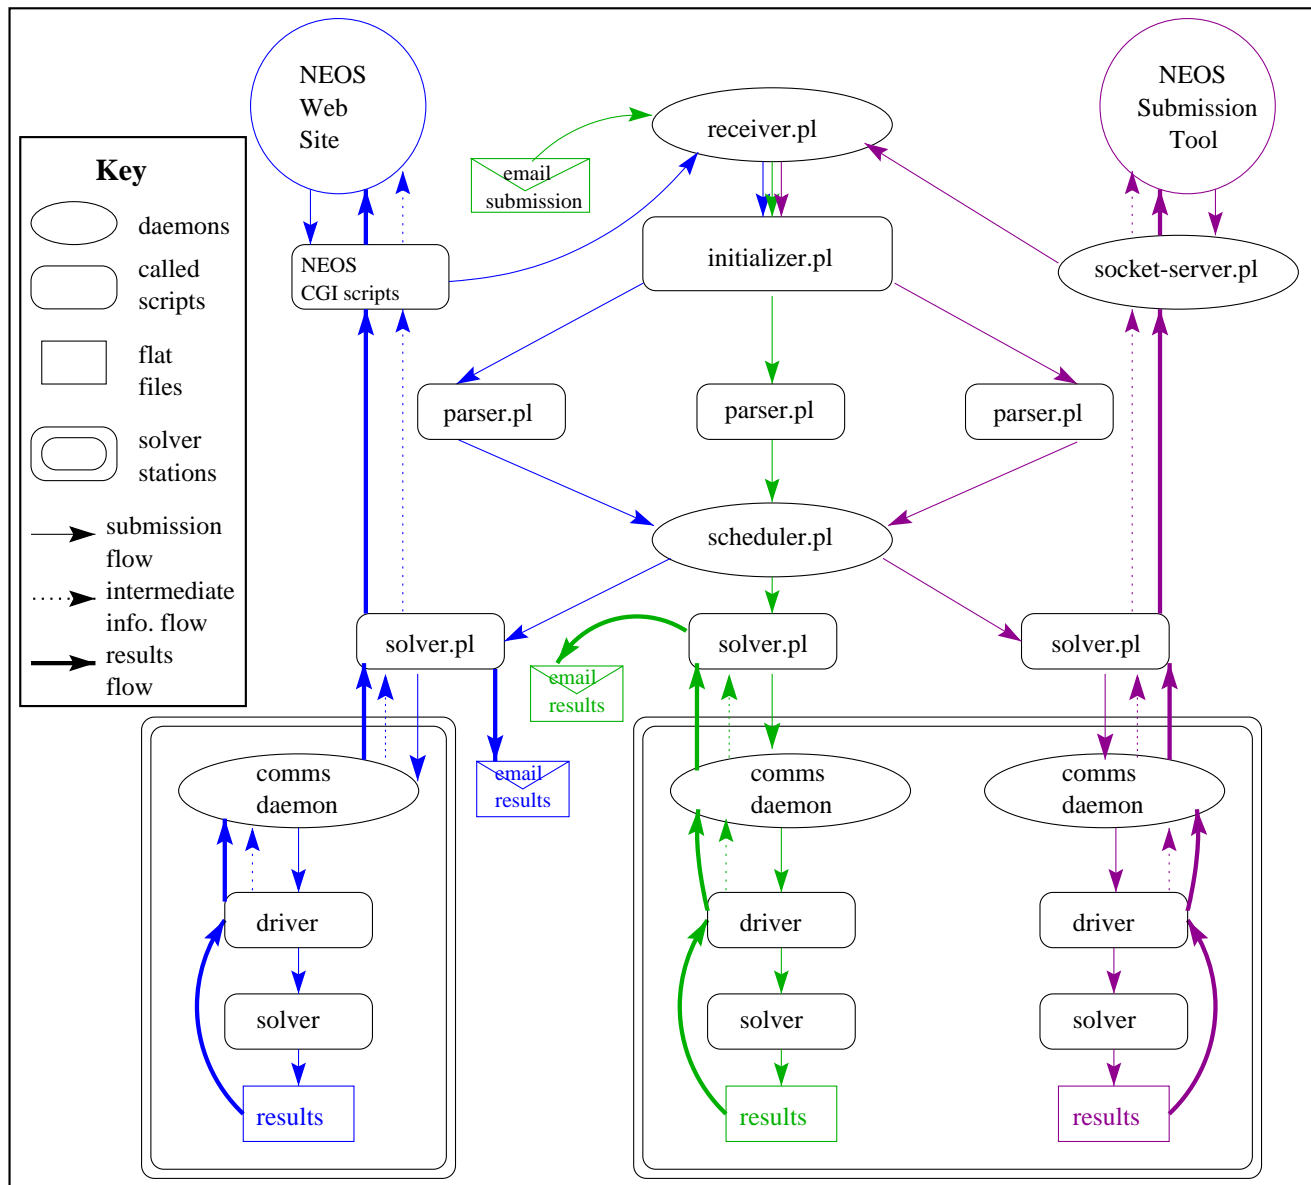 NEOS
Web
Site
NEOS
Submission
Tool
receiver.pl
email
submission
Key
daemons
called
scripts
flat
files
solver
stations
submission
flow
intermediate
info. flow
results
flow
NEOS
CGI scripts
initializer.pl
socket-server.pl
parser.pl
parser.pl
parser.pl
scheduler.pl
solver.pl
solver.pl
solver.pl
email
results
email
results
comms
daemon
comms
daemon
comms
daemon
driver
driver
driver
solver
solver
solver
results
results
results